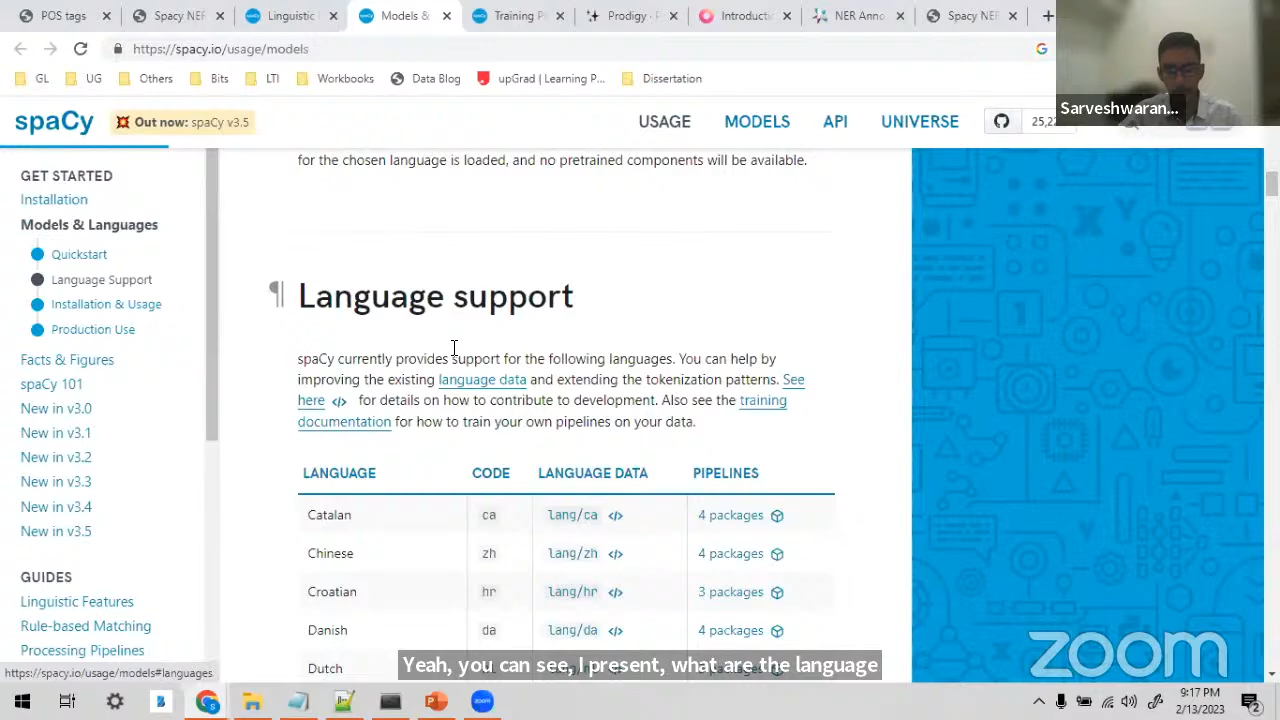 POS tags
Spacy NEF
Linguistic
Models &
Training P
Prodigy · F
Introducti
NER Anno
Spacy NEF
https://spacy.io/usage/models
GL
UG
Others
Bits
LTI
Workbooks
Data Blog
upGrad | Learning P...
Dissertation
Sarveshwaran...
spaCy
Out now: spaCy v3.5
USAGE
MODELS
API
UNIVERSE
GET STARTED
Installation
Models & Languages
Quickstart
Language Support
Installation & Usage
Production Use
Facts & Figures
spaCy 101
New in v3.0
New in v3.1
New in v3.2
New in v3.3
New in v3.4
New in v3.5
GUIDES
Linguistic Features
Rule-based Matching
Processing Pipelines
https://spacy.io/usage/models#languages
for the chosen language is loaded, and no pretrained components will be available.
¶ Language support
spaCy currently provides support for the following languages. You can help by
improving the existing language data and extending the tokenization patterns. See
here </> for details on how to contribute to development. Also see the training
documentation for how to train your own pipelines on your data.
LANGUAGE CODE LANGUAGE DATA PIPELINES
Catalan ca lang/ca </> 4 packages
Chinese zh lang/zh </> 4 packages
Croatian hr lang/hr </> 3 packages
Danish da lang/da </> 4 packages
Dutch
Yeah, you can see, I present, what are the language
zoom
zoom
9:17 PM
2/13/2023
2